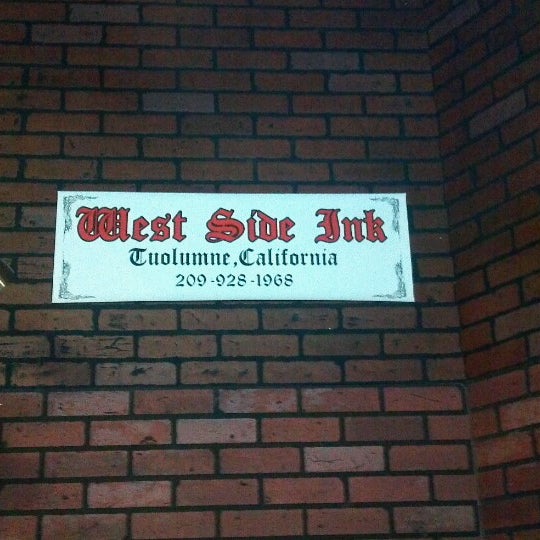 West Side Ink
Tuolumne,California
209-928-1968